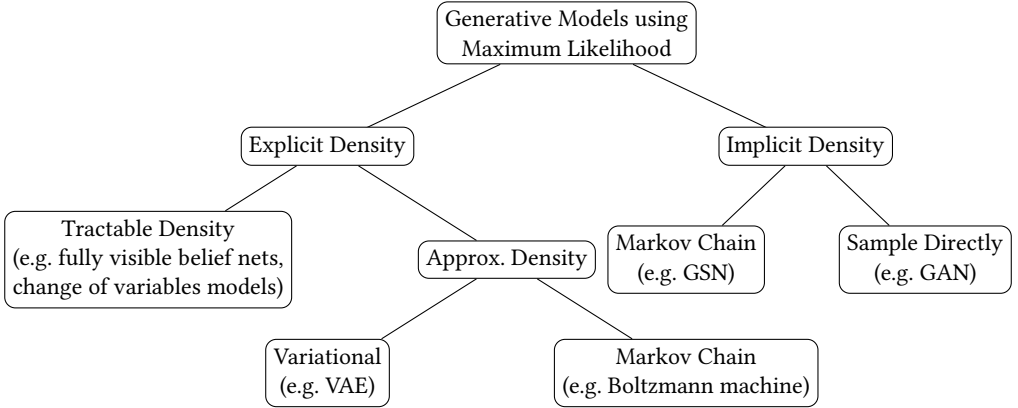 Generative Models using
Maximum Likelihood
Explicit Density
Implicit Density
Tractable Density
(e.g. fully visible belief nets,
change of variables models)
Approx. Density
Markov Chain
(e.g. GSN)
Sample Directly
(e.g. GAN)
Variational
(e.g. VAE)
Markov Chain
(e.g. Boltzmann machine)